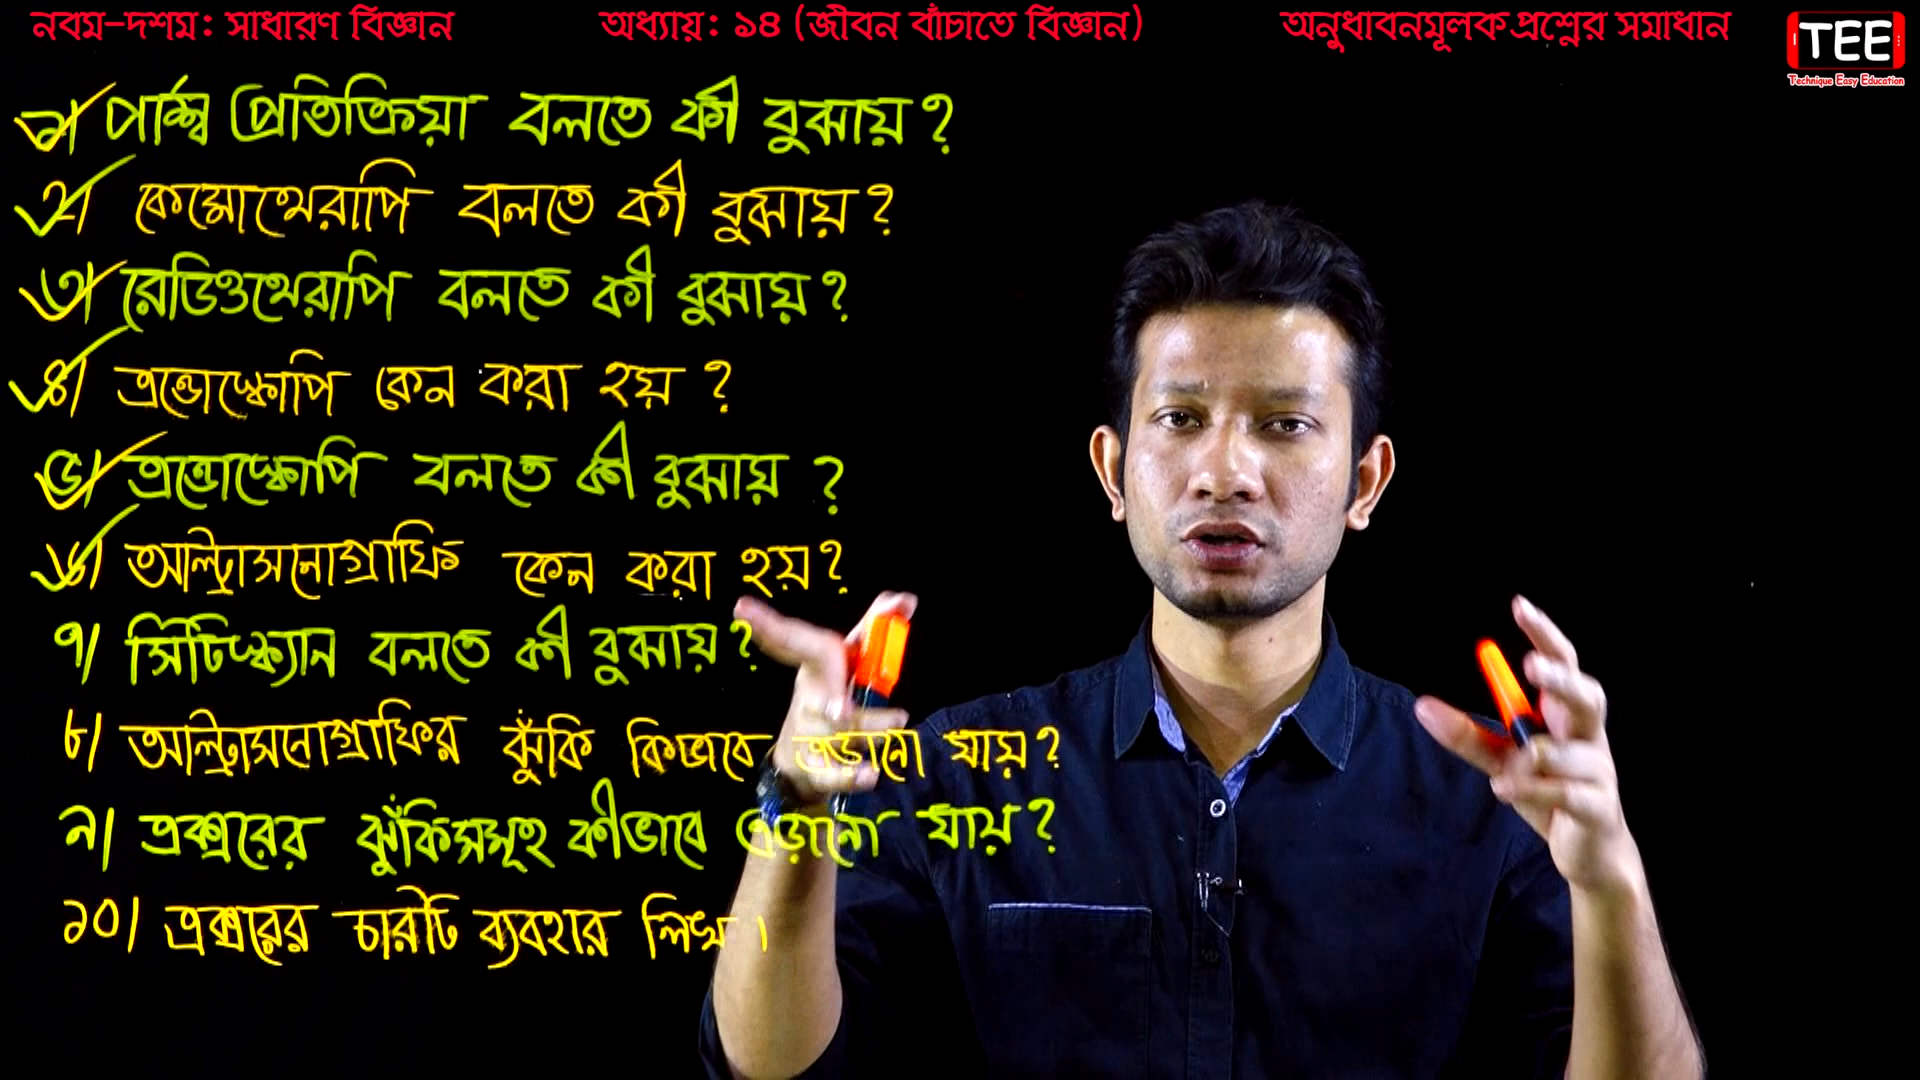 নবম-দশম: সাধারণ বিজ্ঞান
অধ্যায়: ১৪ (জীবন বাঁচাতে বিজ্ঞান)
অনুধাবনমূলক প্রশ্নের সমাধান
TEE
Technique Easy Education
১। পার্শ্ব প্রতিক্রিয়া বলতে কী বুঝায়?
২। কেমোথেরাপি বলতে কী বুঝায়?
৩। রেডিওথেরাপি বলতে কী বুঝায়?
৪। এন্ডোস্কোপি কেন করা হয়?
৫। এন্ডোস্কোপি বলতে কী বুঝায়?
৬। আল্ট্রাসনোগ্রাফি কেন করা হয়?
৭। সিটিস্ক্যান বলতে কী বুঝায়?
৮। আল্ট্রাসনোগ্রাফির ঝুঁকি কিভাবে এড়ানো যায়?
৯। এক্সরের ঝুঁকিসমূহ কীভাবে এড়ানো যায়?
১০। এক্সরের চারটি ব্যবহার লিখ।